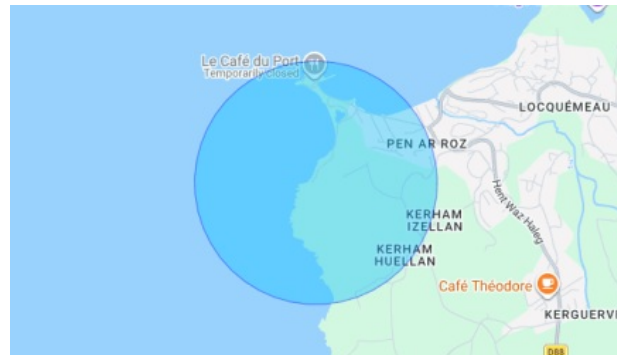 Le Café du Port
Temporarily Closed
LOCQUÉMEAU
PEN AR ROZ
Hent Waz Haleg
KERHAM
IZELLAN
KERHAM
HUELLAN
Café Théodore
KERGUERV
D88